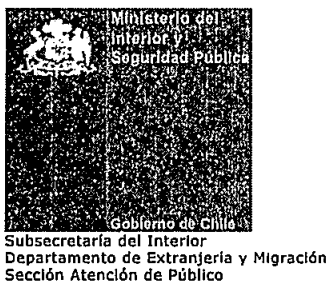 Ministerio del
Interior y
Seguridad Pública
Gobierno de Chile
Subsecretaría del Interior
Departamento de Extranjería y Migración
Sección Atención de Público